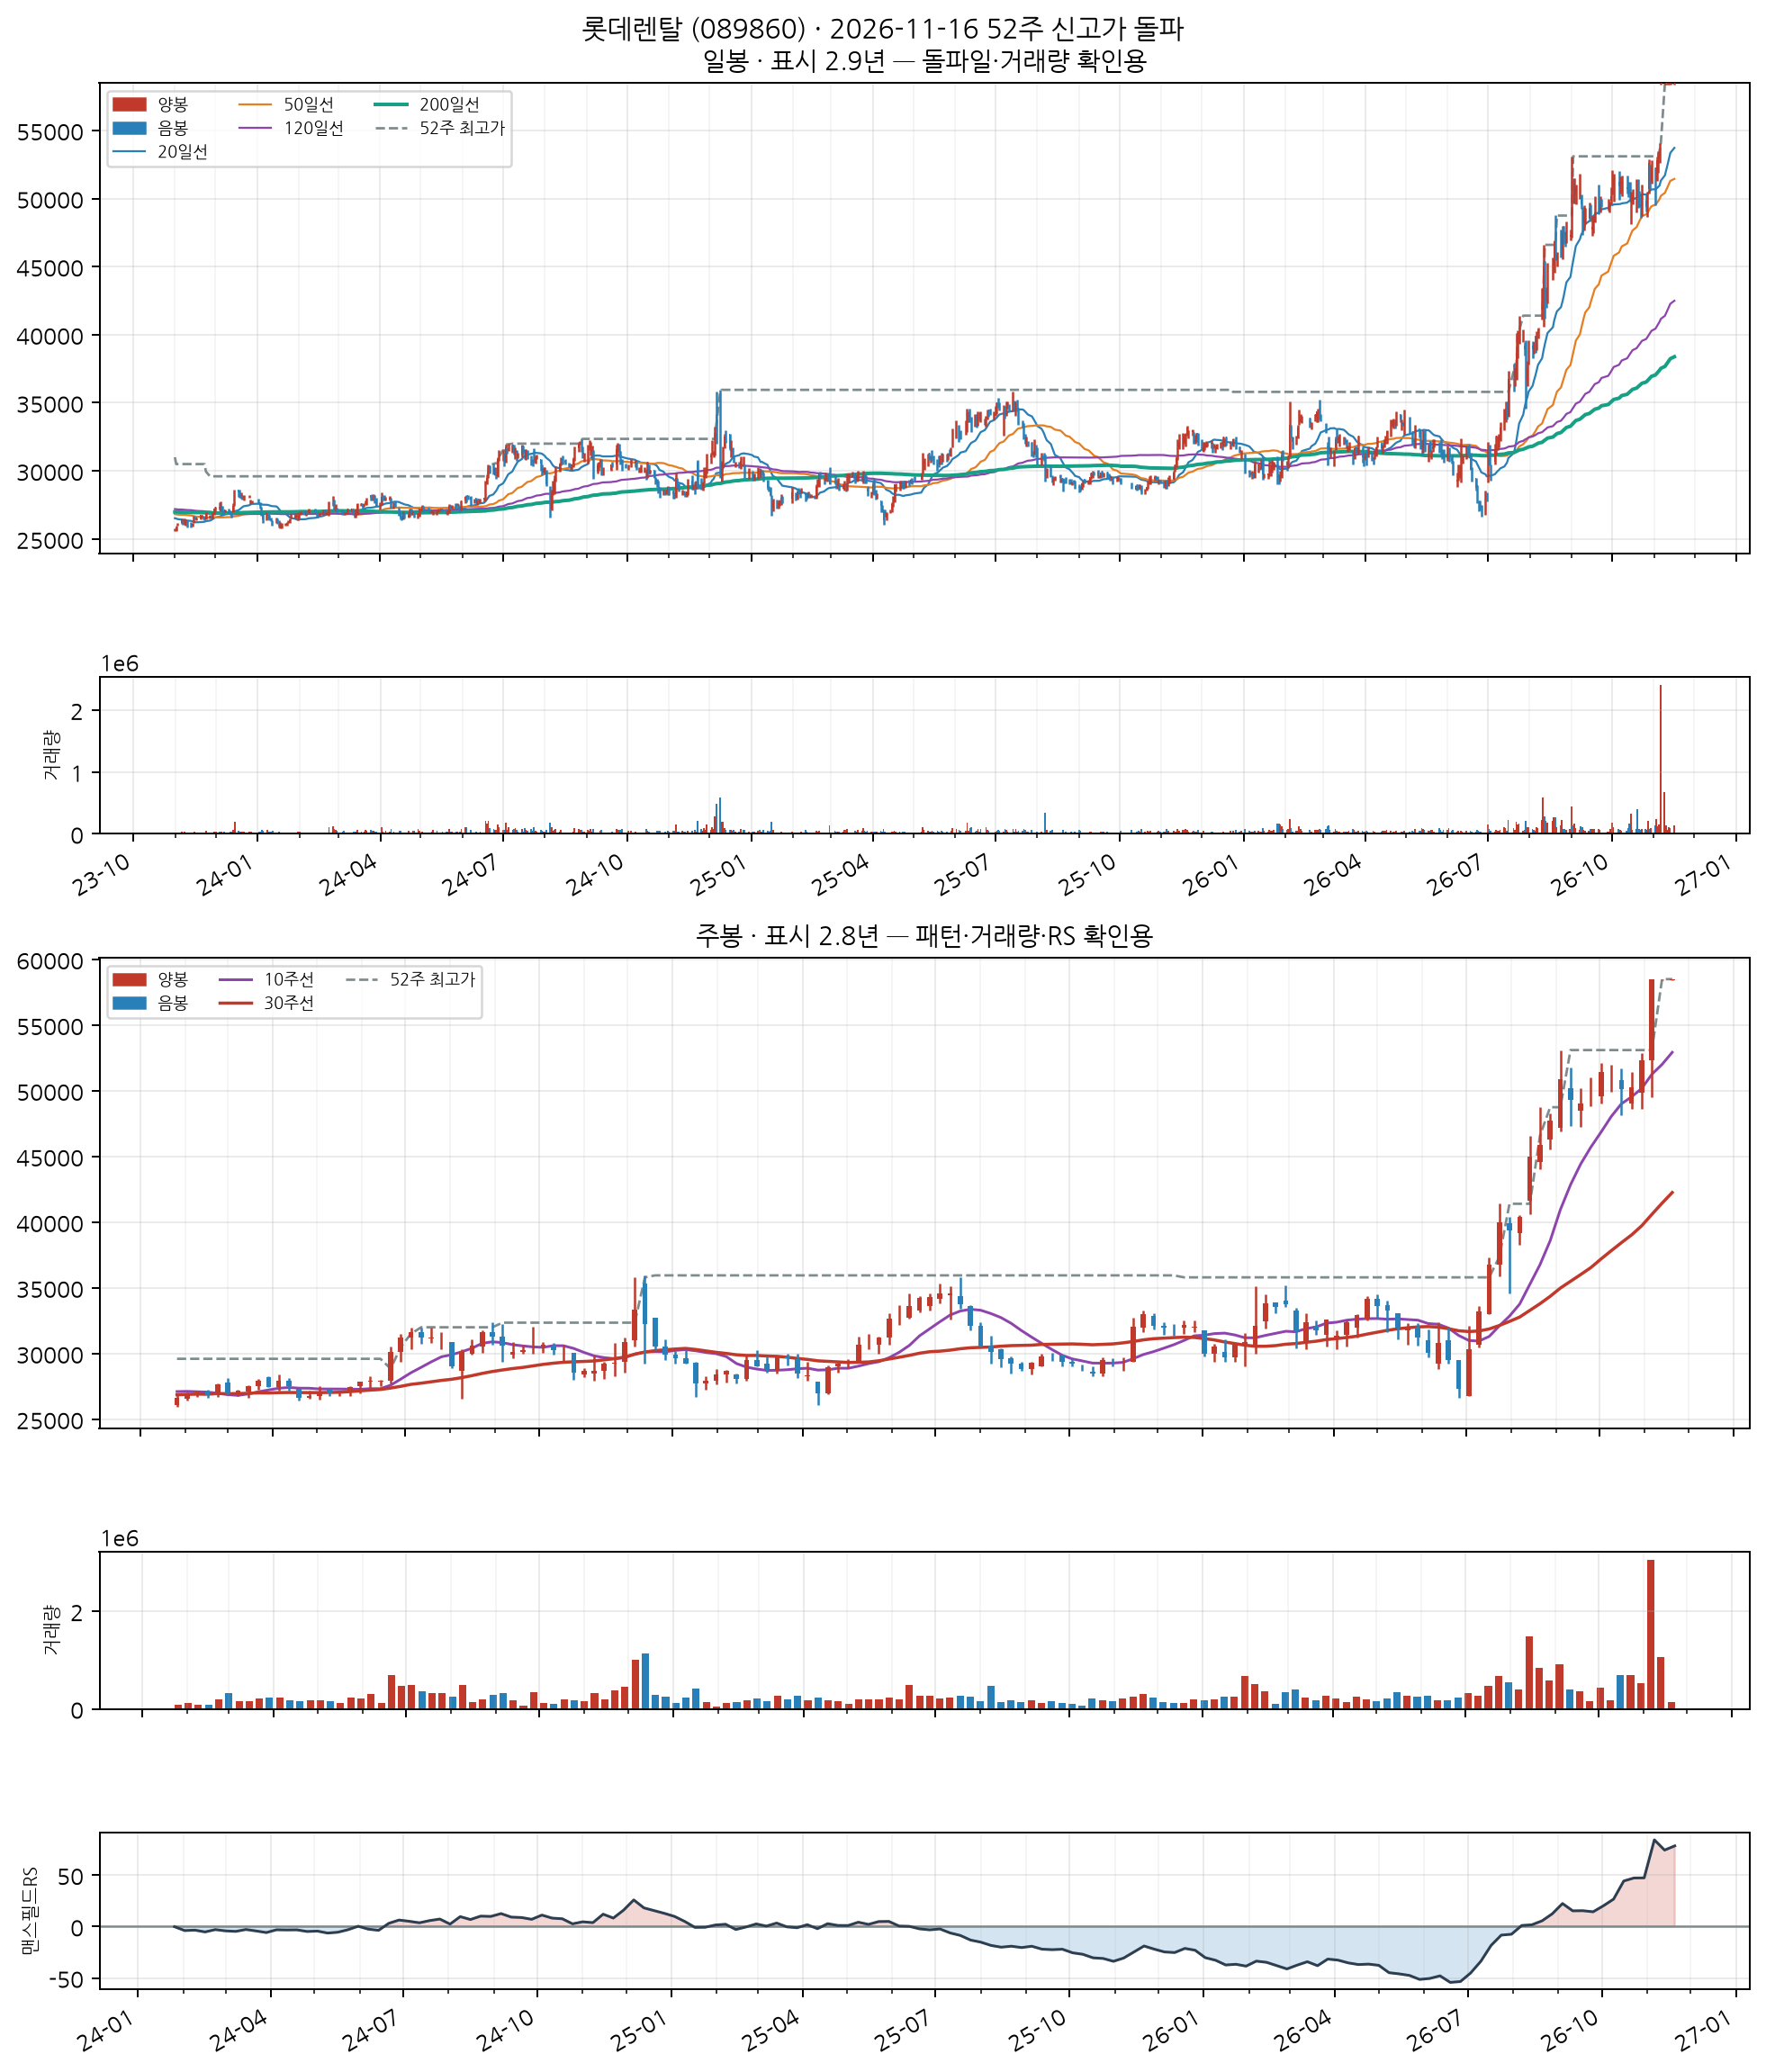 롯데렌탈 (089860) · 2026-11-16 52주 신고가 돌파
일봉 · 표시 2.9년 — 돌파일·거래량 확인용
양봉 50일선 200일선
음봉 120일선 52주 최고가
20일선
55000
50000
45000
40000
35000
30000
25000
1e6
거래량
2
1
0
23-10 24-01 24-04 24-07 24-10 25-01 25-04 25-07 25-10 26-01 26-04 26-07 26-10 27-01
주봉 · 표시 2.8년 — 패턴·거래량·RS 확인용
양봉 10주선 52주 최고가
음봉 30주선
60000
55000
50000
45000
40000
35000
30000
25000
1e6
거래량
2
0
맨스필드RS
50
0
-50
24-01 24-04 24-07 24-10 25-01 25-04 25-07 25-10 26-01 26-04 26-07 26-10 27-01